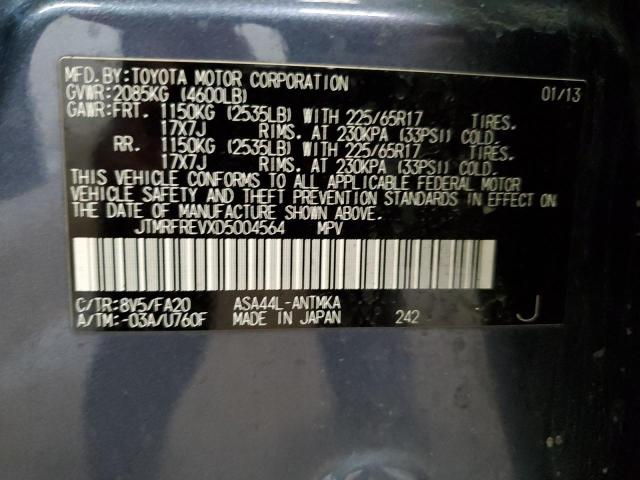 MFD.BY:TOYOTA MOTOR CORPORATION 01/13
GVWR:2085KG (4600LB)
GAWR:FRT. 1150KG (2535LB) WITH 225/65R17 TIRES.
17X7J RIMS. AT 230KPA (33PSI) COLD.
RR. 1150KG (2535LB) WITH 225/65R17 TIRES.
17X7J RIMS. AT 230KPA (33PSI) COLD.
THIS VEHICLE CONFORMS TO ALL APPLICABLE FEDERAL MOTOR
VEHICLE SAFETY AND THEFT PREVENTION STANDARDS IN EFFECT ON
THE DATE OF MANUFACTURE SHOWN ABOVE.
JTMRFREVXD5004564 MPV
C/TR:8V5/FA20 ASA44L-ANTMKA
A/TM:-03A/U760F MADE IN JAPAN 242 J